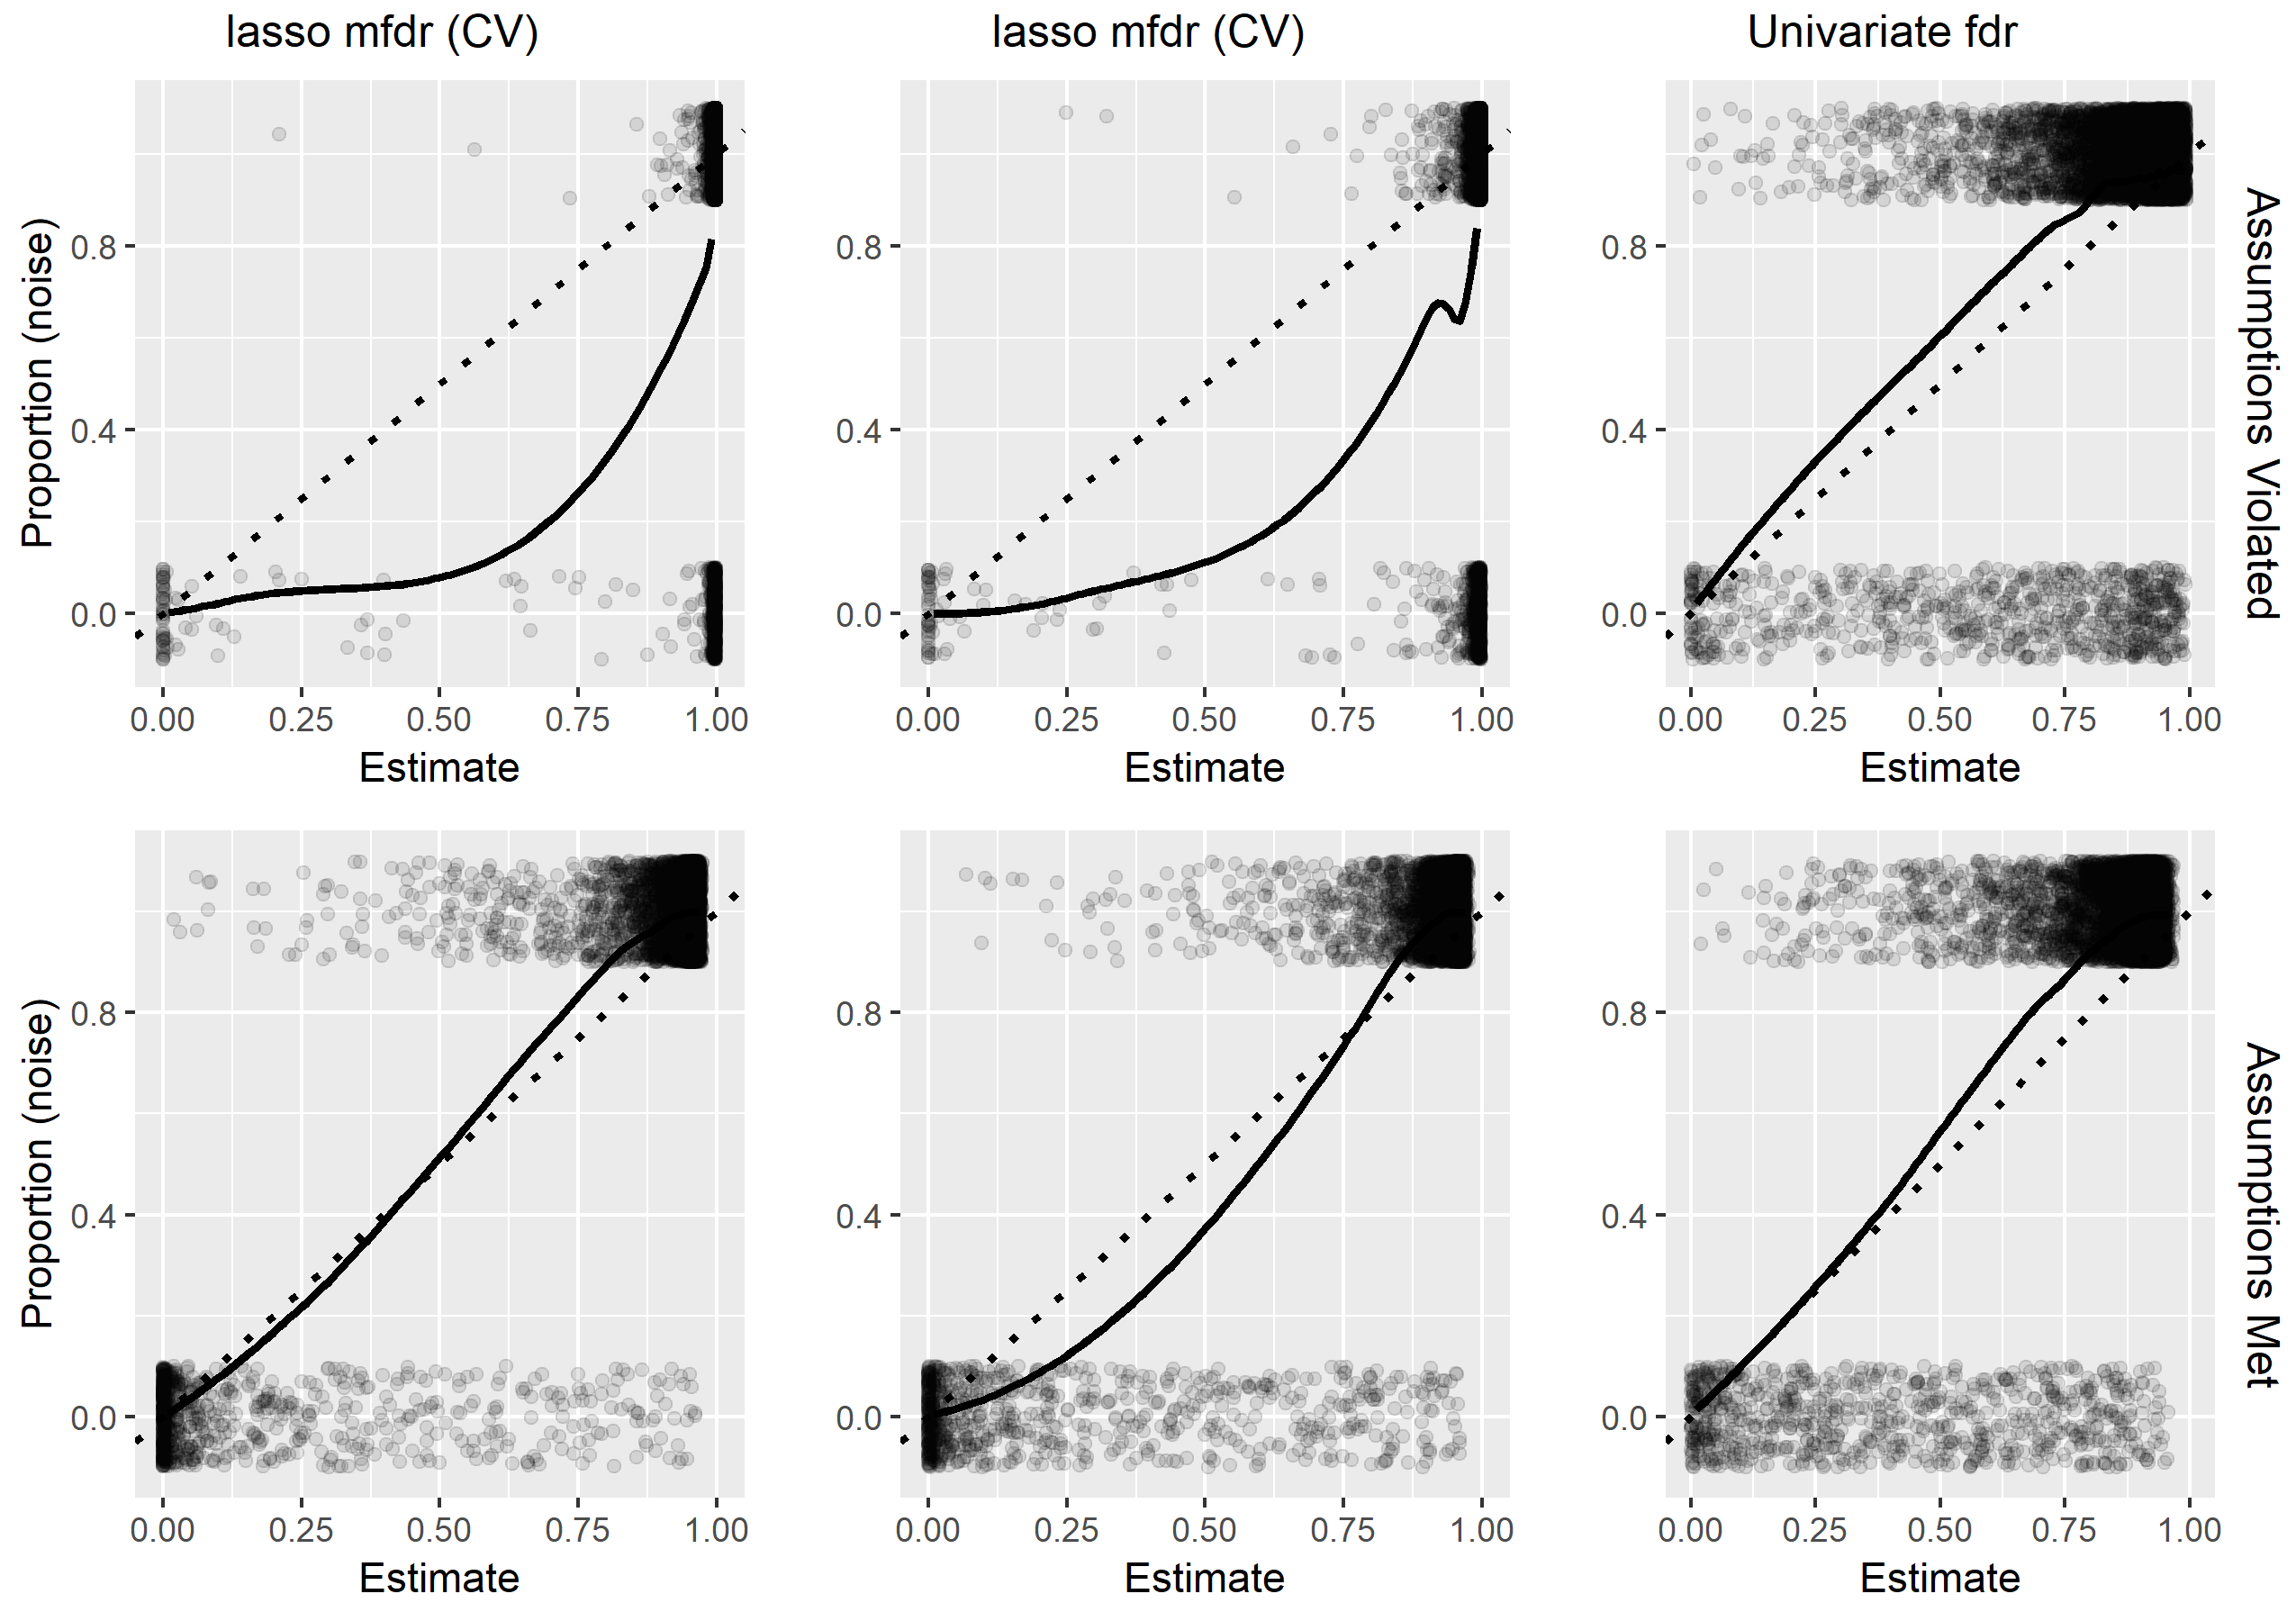 lasso mfdr (CV) lasso mfdr (CV) Univariate fdr
Proportion (noise)
0.8 0.8 0.8
0.4 0.4 0.4
0.0 0.0 0.0
Assumptions Violated
0.00 0.25 0.50 0.75 1.00 0.00 0.25 0.50 0.75 1.00 0.00 0.25 0.50 0.75 1.00
Estimate Estimate Estimate
Proportion (noise)
0.8 0.8 0.8
0.4 0.4 0.4
0.0 0.0 0.0
Assumptions Met
0.00 0.25 0.50 0.75 1.00 0.00 0.25 0.50 0.75 1.00 0.00 0.25 0.50 0.75 1.00
Estimate Estimate Estimate